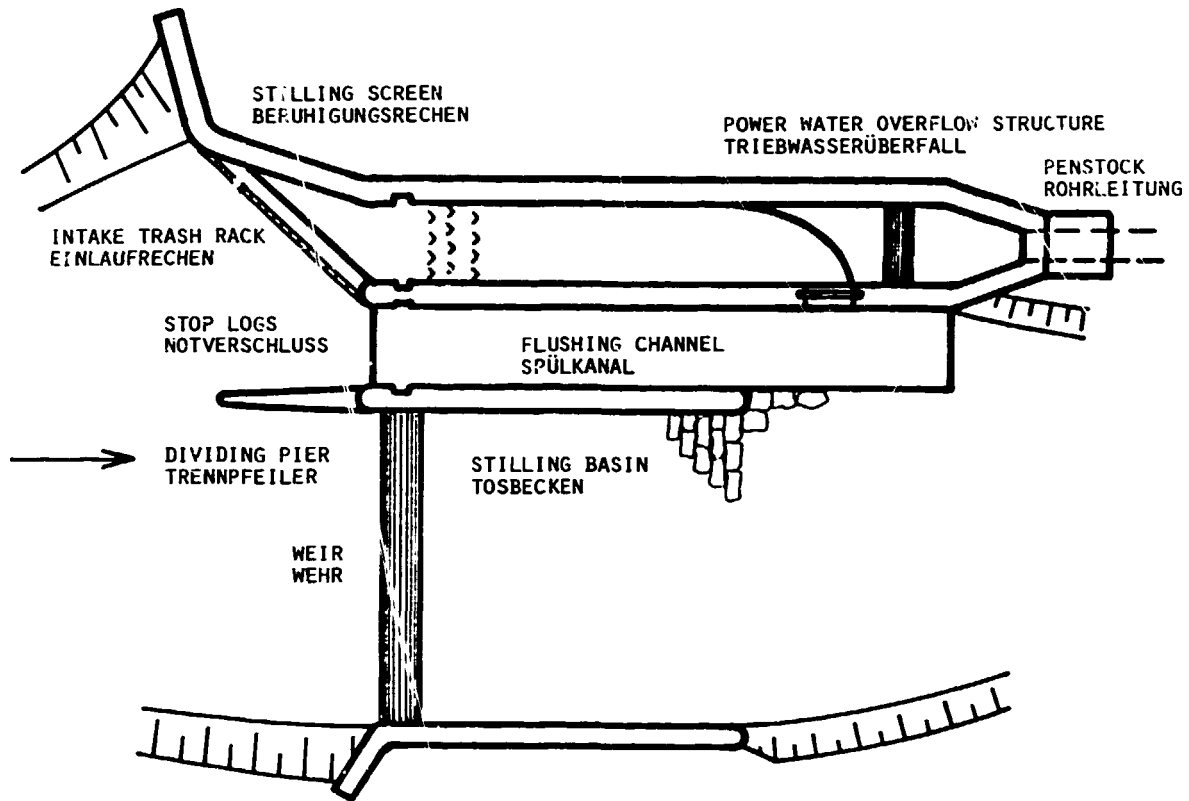 STILLING SCREEN
BERUHIGUNGSRECHEN
POWER WATER OVERFLOW STRUCTURE
TRIEBWASSERÜBERFALL
PENSTOCK
ROHRLEITUNG
INTAKE TRASH RACK
EINLAUFRECHEN
STOP LOGS
NOTVERSCHLUSS
FLUSHING CHANNEL
SPÜLKANAL
DIVIDING PIER
TRENNPFEILER
STILLING BASIN
TOSBECKEN
WEIR
WEHR